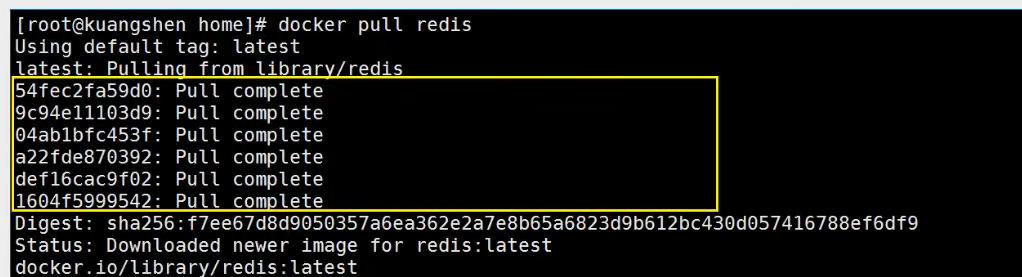 [root@kuangshen home]# docker pull redis
Using default tag: latest
latest: Pulling from library/redis
54fec2fa59d0: Pull complete
9c94e11103d9: Pull complete
04ab1bfc453f: Pull complete
a22fde870392: Pull complete
def16cac9f02: Pull complete
1604f5999542: Pull complete
Digest: sha256:f7ee67d8d9050357a6ea362e2a7e8b65a6823d9b612bc430d057416788ef6df9
Status: Downloaded newer image for redis:latest
docker.io/library/redis:latest